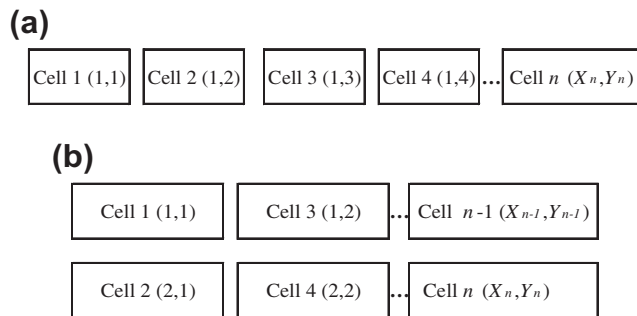 (a)
Cell 1 (1,1) Cell 2 (1,2) Cell 3 (1,3) Cell 4 (1,4) ... Cell n (Xn,Yn)
(b)
Cell 1 (1,1) Cell 3 (1,2) ... Cell n-1 (Xn-1,Yn-1)
Cell 2 (2,1) Cell 4 (2,2) ... Cell n (Xn,Yn)